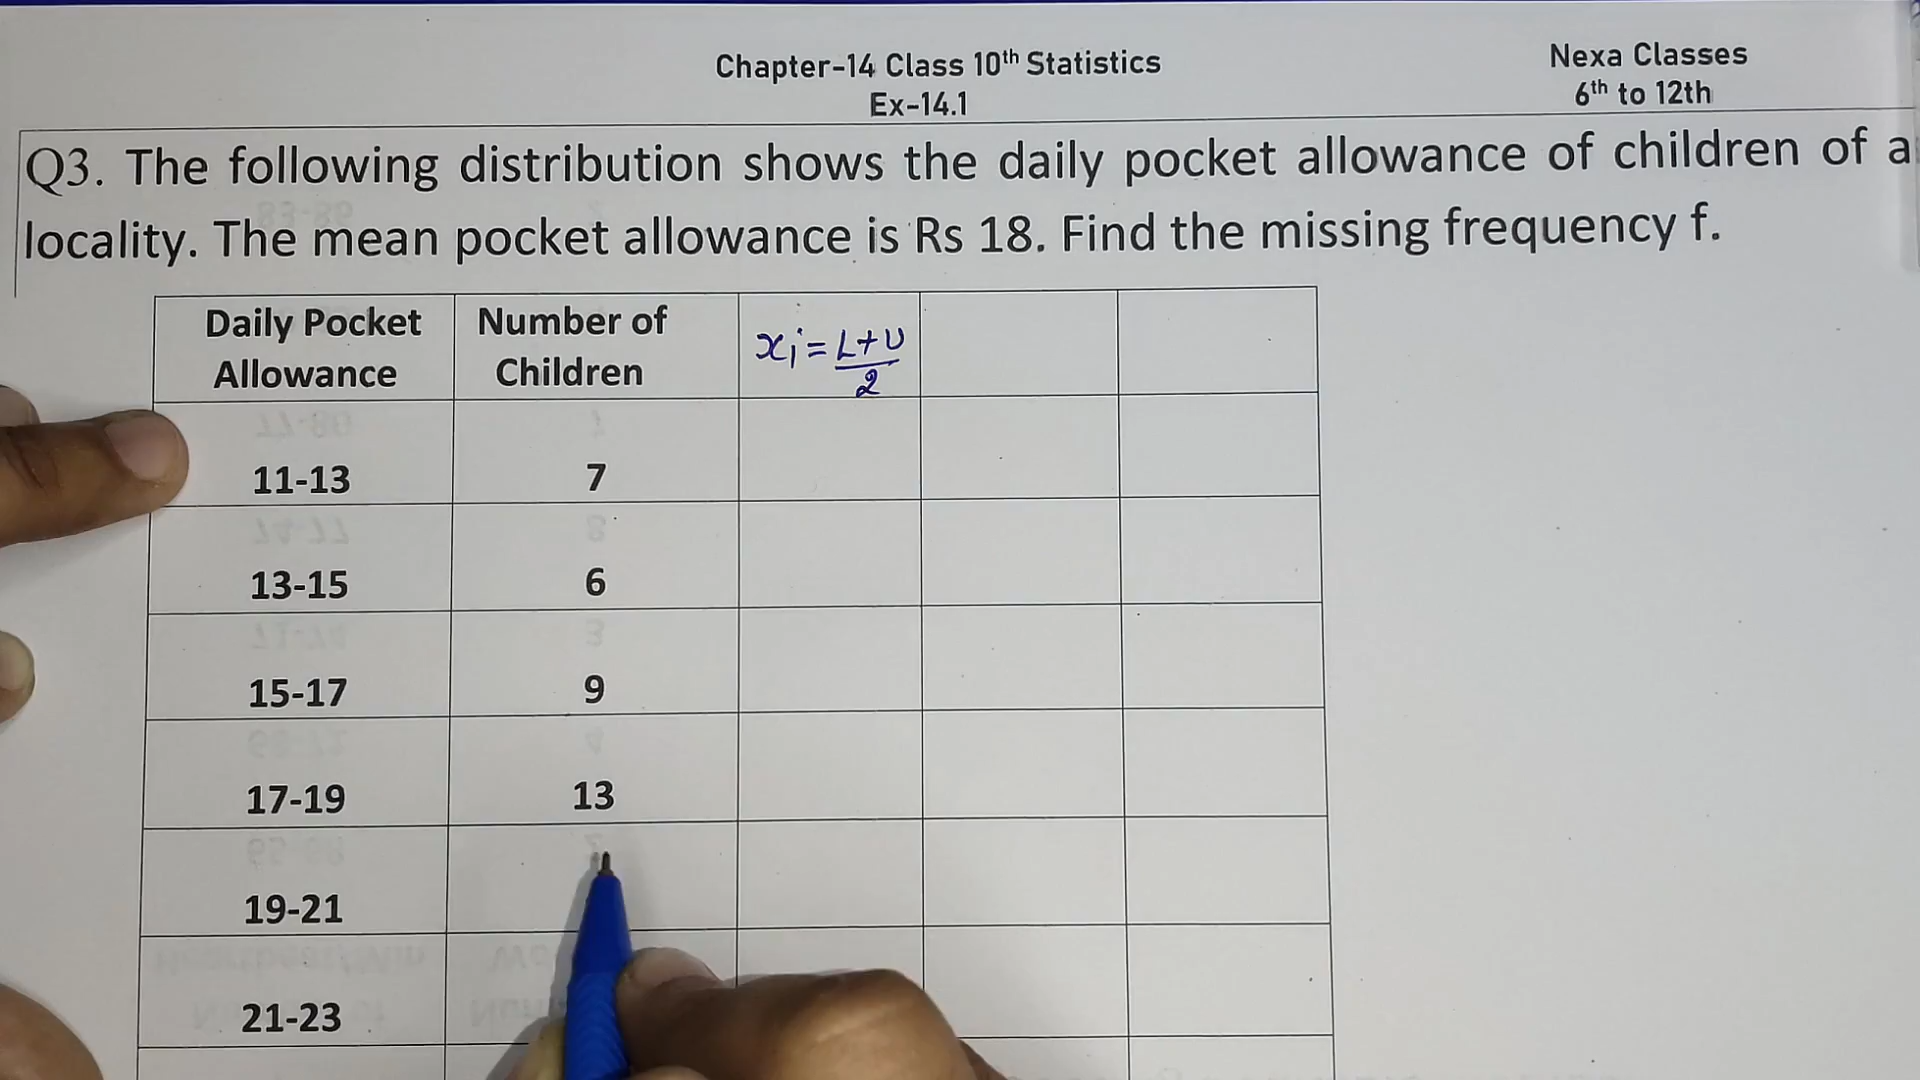 Chapter-14 Class 10th Statistics
Ex-14.1
Nexa Classes
6th to 12th
Q3. The following distribution shows the daily pocket allowance of children of a
locality. The mean pocket allowance is Rs 18. Find the missing frequency f.
Daily Pocket Allowance
Number of Children
xi = L+U/2
11-13 7
13-15 6
15-17 9
17-19 13
19-21
21-23